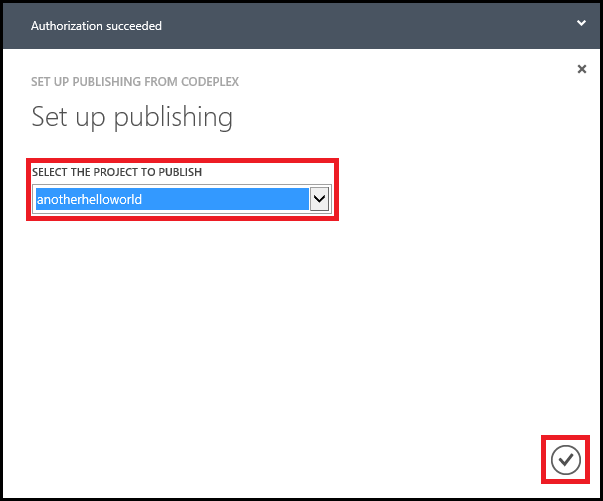 Authorization succeeded
SET UP PUBLISHING FROM CODEPLEX
Set up publishing
SELECT THE PROJECT TO PUBLISH
anotherhelloworld